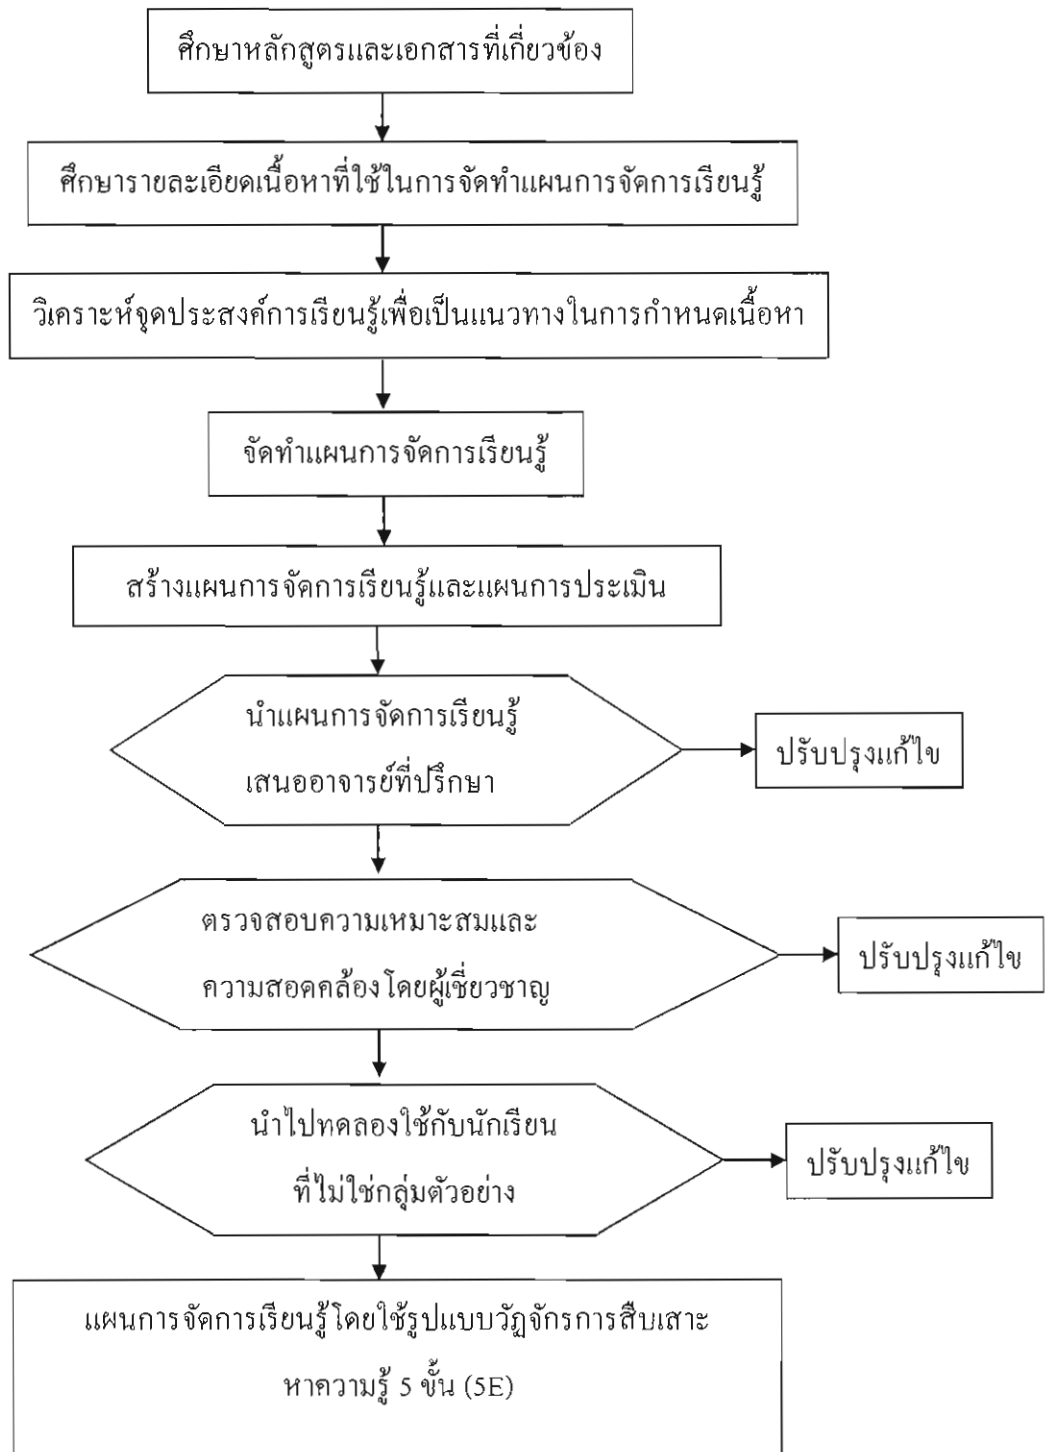 ศึกษาหลักสูตรและเอกสารที่เกี่ยวข้อง
ศึกษารายละเอียดเนื้อหาที่ใช้ในการจัดทำแผนการจัดการเรียนรู้
วิเคราะห์จุดประสงค์การเรียนรู้เพื่อเป็นแนวทางในการกำหนดเนื้อหา
จัดทำแผนการจัดการเรียนรู้
สร้างแผนการจัดการเรียนรู้และแผนการประเมิน
นำแผนการจัดการเรียนรู้
เสนออาจารย์ที่ปรึกษา
ปรับปรุงแก้ไข
ตรวจสอบความเหมาะสมและ
ความสอดคล้องโดยผู้เชี่ยวชาญ
ปรับปรุงแก้ไข
นำไปทดลองใช้กับนักเรียน
ที่ไม่ใช่กลุ่มตัวอย่าง
ปรับปรุงแก้ไข
แผนการจัดการเรียนรู้โดยใช้รูปแบบวัฏจักรการสืบเสาะ
หาความรู้ 5 ขั้น (5E)